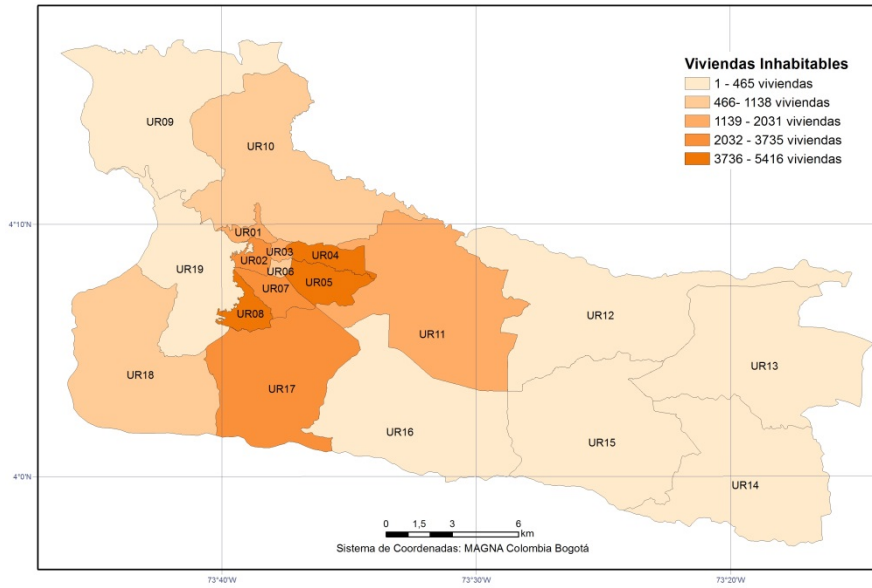 Viviendas Inhabitables
1 - 465 viviendas
466- 1138 viviendas
1139 - 2031 viviendas
2032 - 3735 viviendas
3736 - 5416 viviendas
UR09
UR10
4°10'N
UR01
UR03
UR02
UR04
UR06
UR19
UR05
UR07
UR08
UR12
UR11
UR13
UR18
UR17
UR16
UR15
4°0'N
UR14
0 1,5 3 6
km
Sistema de Coordenadas: MAGNA Colombia Bogotá
73°40'W
73°30'W
73°20'W